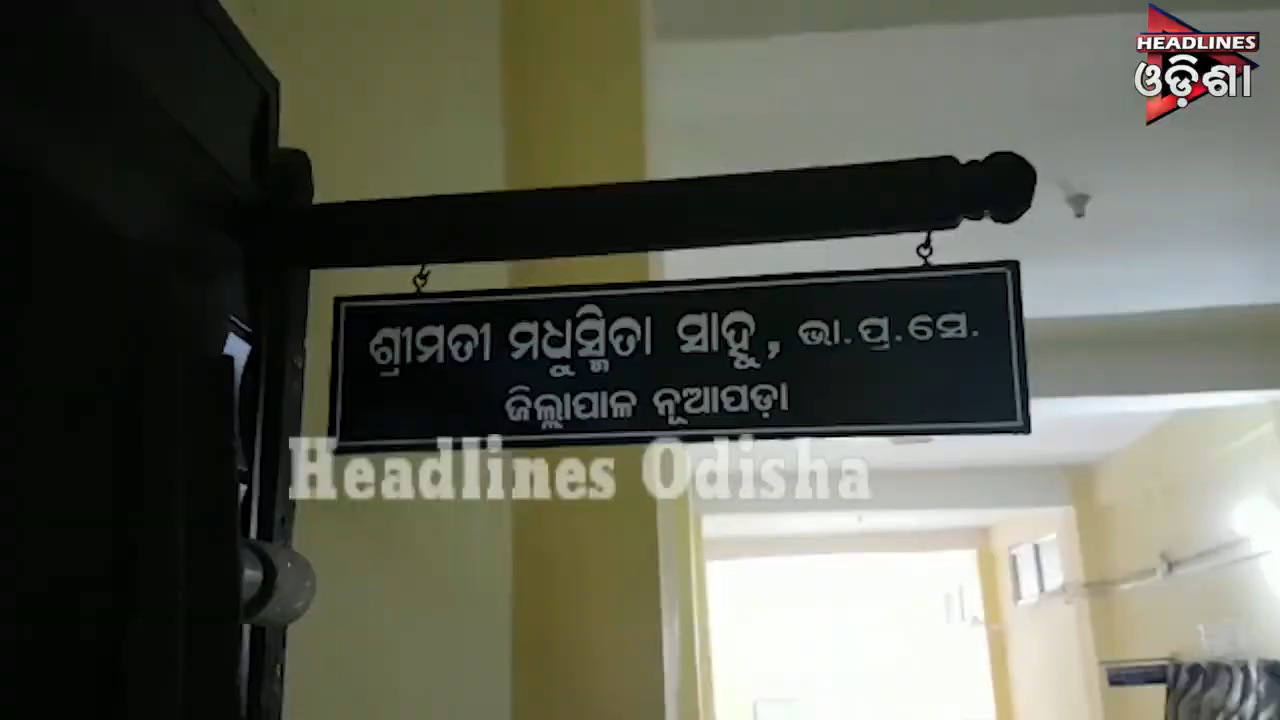 HEADLINES
ଓଡ଼ିଶା
ଶ୍ରୀମତୀ ମଧୁସ୍ମିତା ସାହୁ, ଭା.ପ୍ର.ସେ.
ଜିଲ୍ଲାପାଳ ନୂଆପଡ଼ା
Headlines Odisha